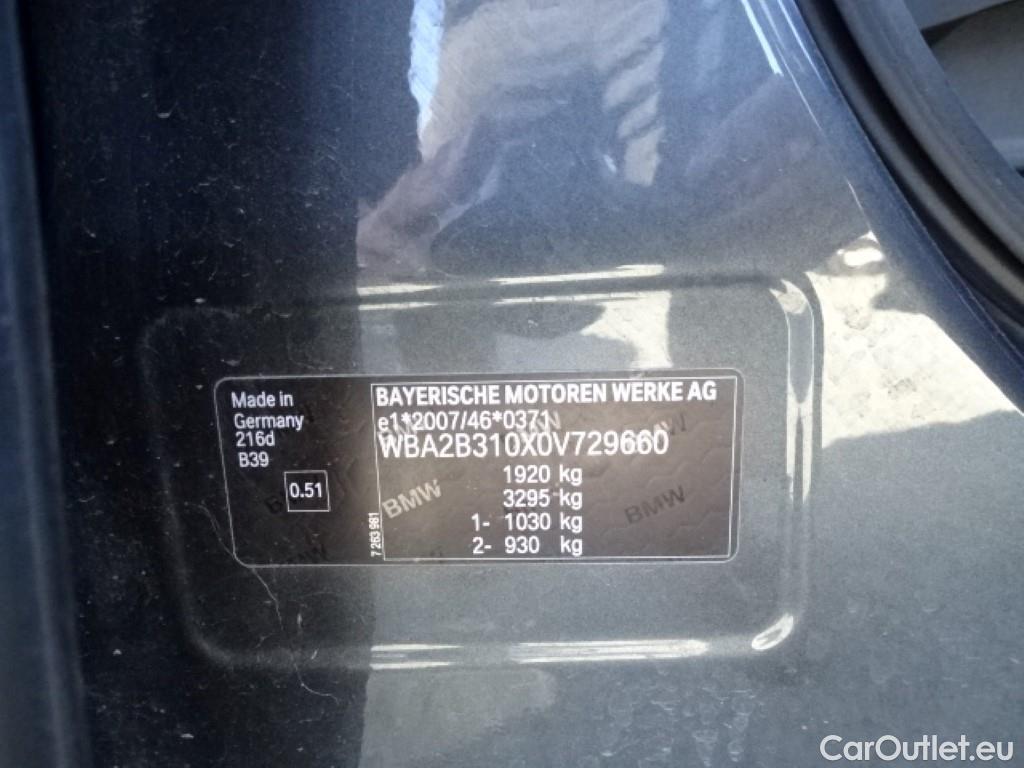 Made in
Germany
216d
B39
0.51
7 263 981
BAYERISCHE MOTOREN WERKE AG
e1*2007/46*0371
WBA2B310X0V729660
1920 kg
3295 kg
1- 1030 kg
2- 930 kg
BMW
BMW
BMW
CarOutlet.eu